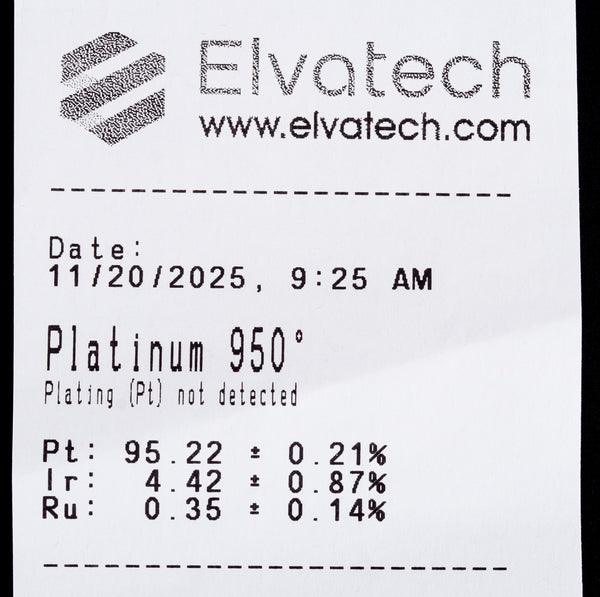 Elvatech
www.elvatech.com
Date:
11/20/2025, 9:25 AM
Platinum 950°
Plating (Pt) not detected
Pt: 95.22 ± 0.21%
Ir: 4.42 ± 0.87%
Ru: 0.35 ± 0.14%